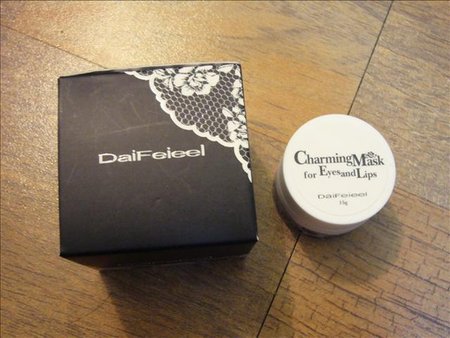 DaiFeieel
Charming Mask
for Eyes and Lips
DaiFeieel
15g